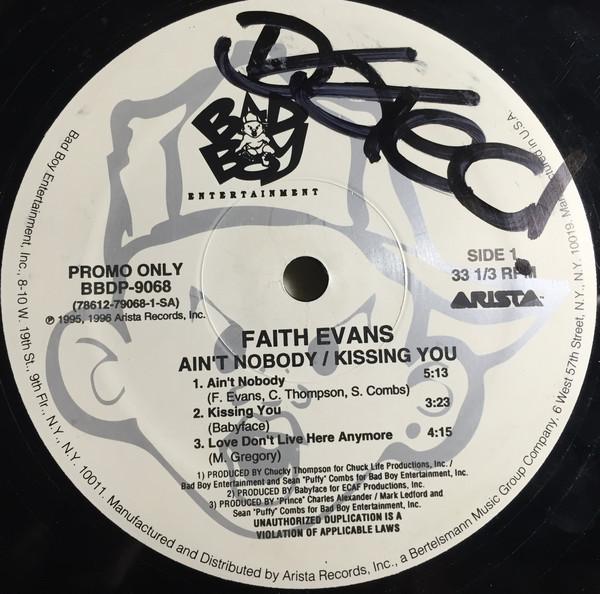 BAD
BOY
ENTERTAINMENT
PROMO ONLY
BBDP-9068
(78612-79068-1-SA)
℗ 1995, 1996 Arista Records, Inc.
SIDE 1
33 1/3 RPM
ARISTA™
FAITH EVANS
AIN'T NOBODY / KISSING YOU
1. Ain't Nobody 5:13
(F. Evans, C. Thompson, S. Combs)
2. Kissing You 3:23
(Babyface)
3. Love Don't Live Here Anymore 4:15
(M. Gregory)
1) PRODUCED BY Chucky Thompson for Chuck Life Productions, Inc. /
Bad Boy Entertainment and Sean "Puffy" Combs for Bad Boy Entertainment, Inc.
2) PRODUCED BY Babyface for ECAF Productions, Inc.
3) PRODUCED BY "Prince" Charles Alexander / Mark Ledford and
Sean "Puffy" Combs for Bad Boy Entertainment, Inc.
UNAUTHORIZED DUPLICATION IS A
VIOLATION OF APPLICABLE LAWS
Bad Boy Entertainment, Inc., 8-10 W. 19th St., 9th Flr., N.Y., N.Y. 10011. Manufactured and Distributed by Arista Records, Inc., a Bertelsmann Music Group Company, 6 West 57th Street, N.Y., N.Y. 10019. in U.S.A.